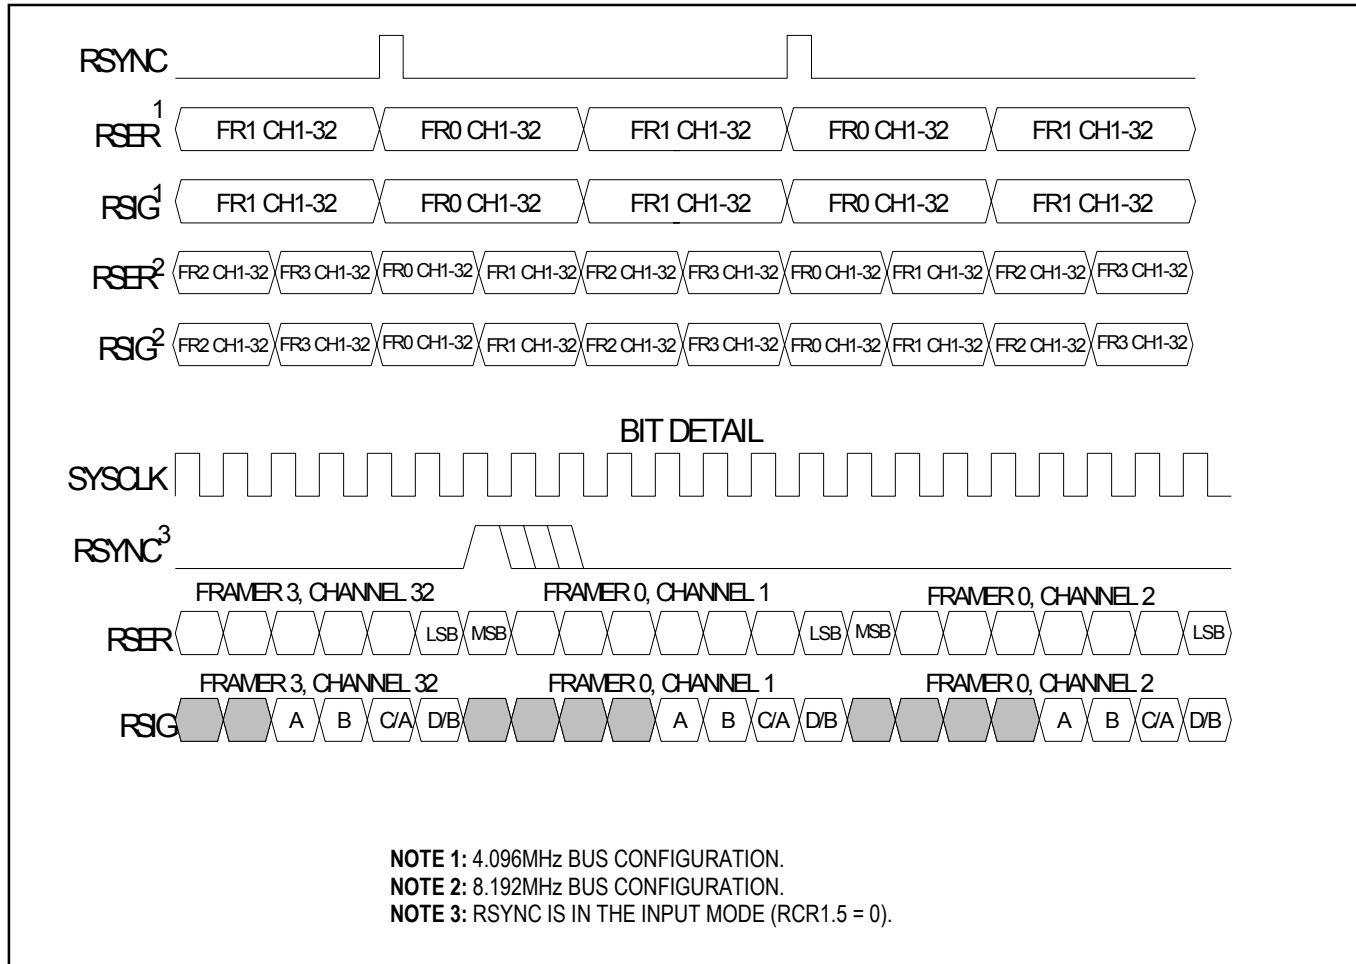 RSYNC
RSER1 FR1 CH1-32 FR0 CH1-32 FR1 CH1-32 FR0 CH1-32 FR1 CH1-32
RSIG1 FR1 CH1-32 FR0 CH1-32 FR1 CH1-32 FR0 CH1-32 FR1 CH1-32
RSER2 FR2 CH1-32 FR3 CH1-32 FR0 CH1-32 FR1 CH1-32 FR2 CH1-32 FR3 CH1-32 FR0 CH1-32 FR1 CH1-32 FR2 CH1-32 FR3 CH1-32
RSIG2 FR2 CH1-32 FR3 CH1-32 FR0 CH1-32 FR1 CH1-32 FR2 CH1-32 FR3 CH1-32 FR0 CH1-32 FR1 CH1-32 FR2 CH1-32 FR3 CH1-32
BIT DETAIL
SYSCLK
RSYNC3
FRAMER 3, CHANNEL 32 FRAMER 0, CHANNEL 1 FRAMER 0, CHANNEL 2
RSER LSB MSB LSB MSB LSB
FRAMER 3, CHANNEL 32 FRAMER 0, CHANNEL 1 FRAMER 0, CHANNEL 2
RSIG A B C/A D/B A B C/A D/B A B C/A D/B
NOTE 1: 4.096MHz BUS CONFIGURATION.
NOTE 2: 8.192MHz BUS CONFIGURATION.
NOTE 3: RSYNC IS IN THE INPUT MODE (RCR1.5 = 0).